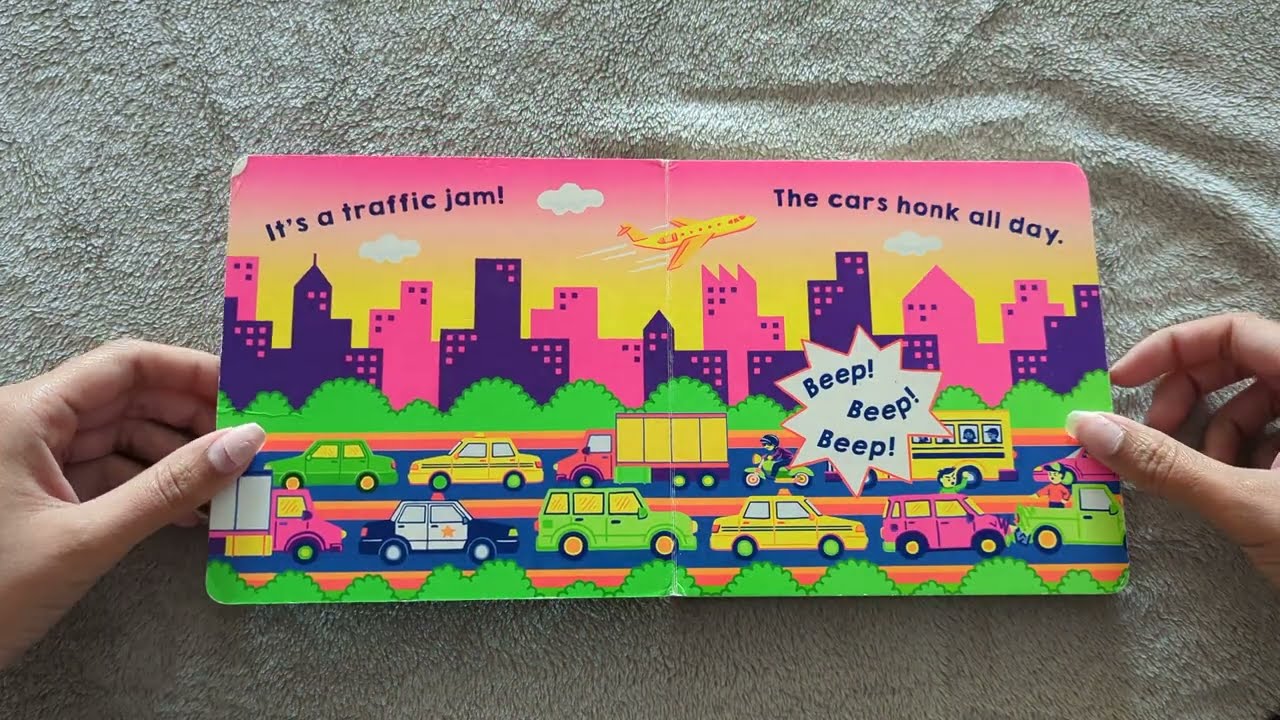 It's a traffic jam!
The cars honk all day.
Beep!
Beep!
Beep!